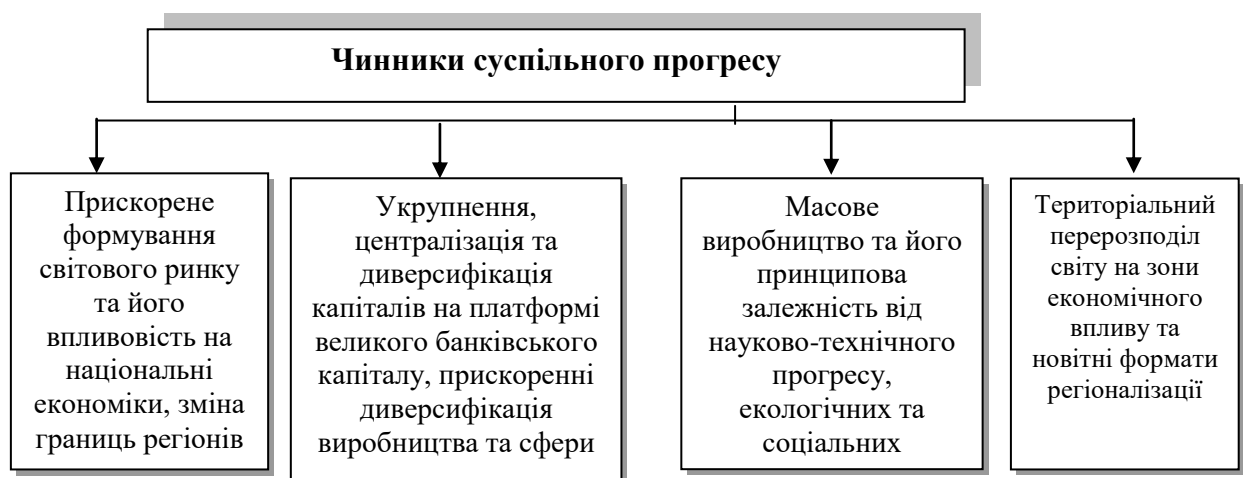 Чинники суспільного прогресу
Прискорене
формування
світового ринку
та його
впливовість на
національні
економіки, зміна
границь регіонів
Укрупнення,
централізація та
диверсифікація
капіталів на платформі
великого банківського
капіталу, прискоренні
диверсифікація
виробництва та сфери
Масове
виробництво та його
принципова
залежність від
науково-технічного
прогресу,
екологічних та
соціальних
Територіальний
перерозподіл
світу на зони
економічного
впливу та
новітні формати
регіоналізації